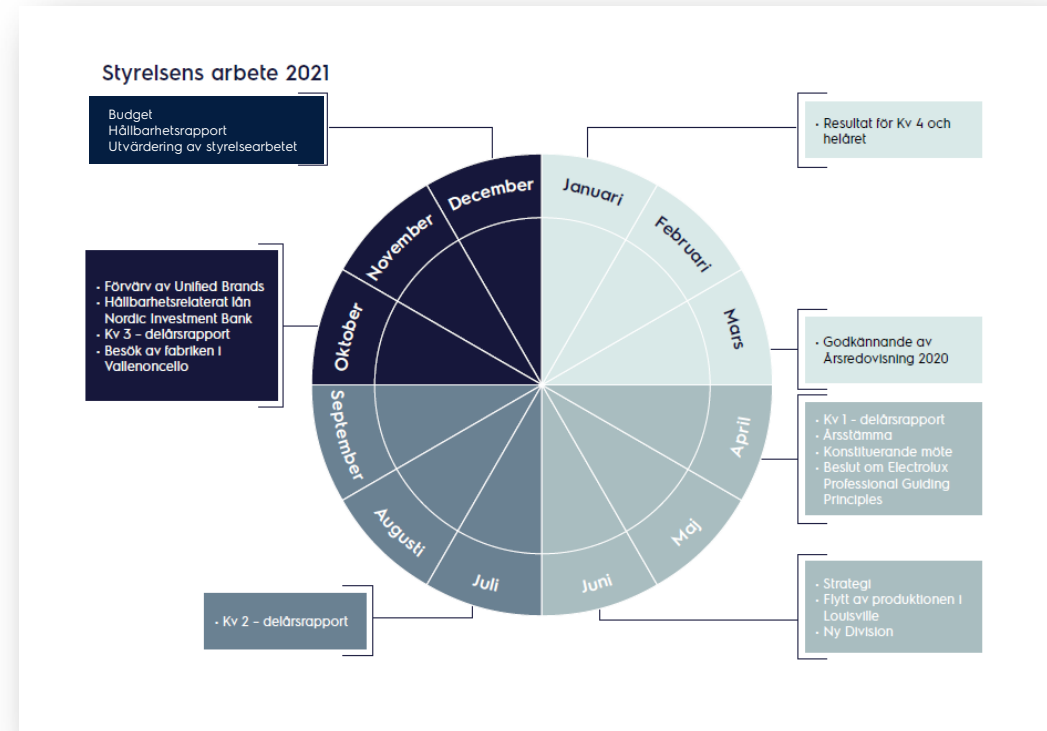 Styrelsens arbete 2021
Budget
Hållbarhetsrapport
Utvärdering av styrelsearbetet
• Resultat för Kv 4 och
helåret
Januari
Februari
Mars
April
Maj
Juni
Juli
Augusti
September
Oktober
November
December
• Godkännande av
Årsredovisning 2020
• Kv 1 – delårsrapport
• Årsstämma
• Konstituerande möte
• Beslut om Electrolux
Professional Guiding
Principles
• Strategi
• Flytt av produktionen i
Louisville
• Ny Division
• Kv 2 – delårsrapport
• Förvärv av Unified Brands
• Hållbarhetsrelaterat lån
Nordic Investment Bank
• Kv 3 – delårsrapport
• Besök av fabriken i
Vallenoncello